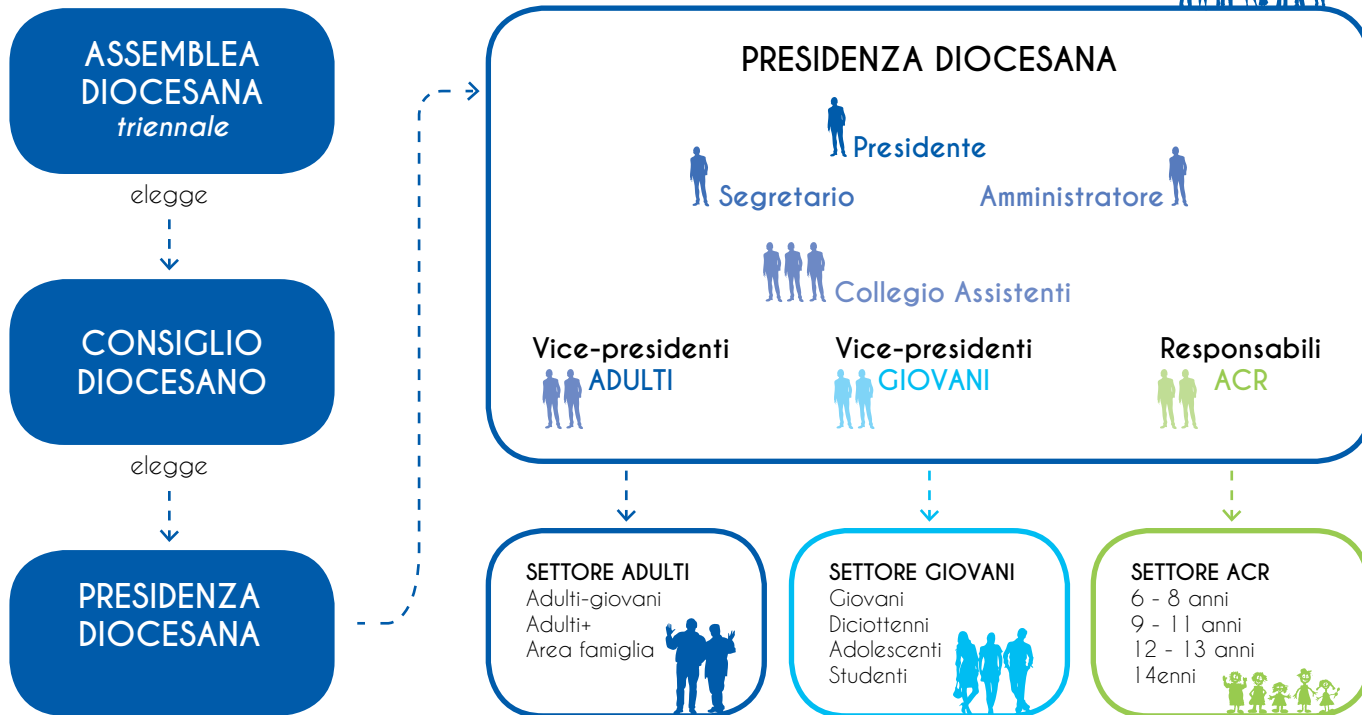 ASSEMBLEA
DIOCESANA
triennale
elegge
CONSIGLIO
DIOCESANO
elegge
PRESIDENZA
DIOCESANA
PRESIDENZA DIOCESANA
Presidente
Segretario
Amministratore
Collegio Assistenti
Vice-presidenti
ADULTI
Vice-presidenti
GIOVANI
Responsabili
ACR
SETTORE ADULTI
Adulti-giovani
Adulti+
Area famiglia
SETTORE GIOVANI
Giovani
Diciottenni
Adolescenti
Studenti
SETTORE ACR
6 - 8 anni
9 - 11 anni
12 - 13 anni
14enni